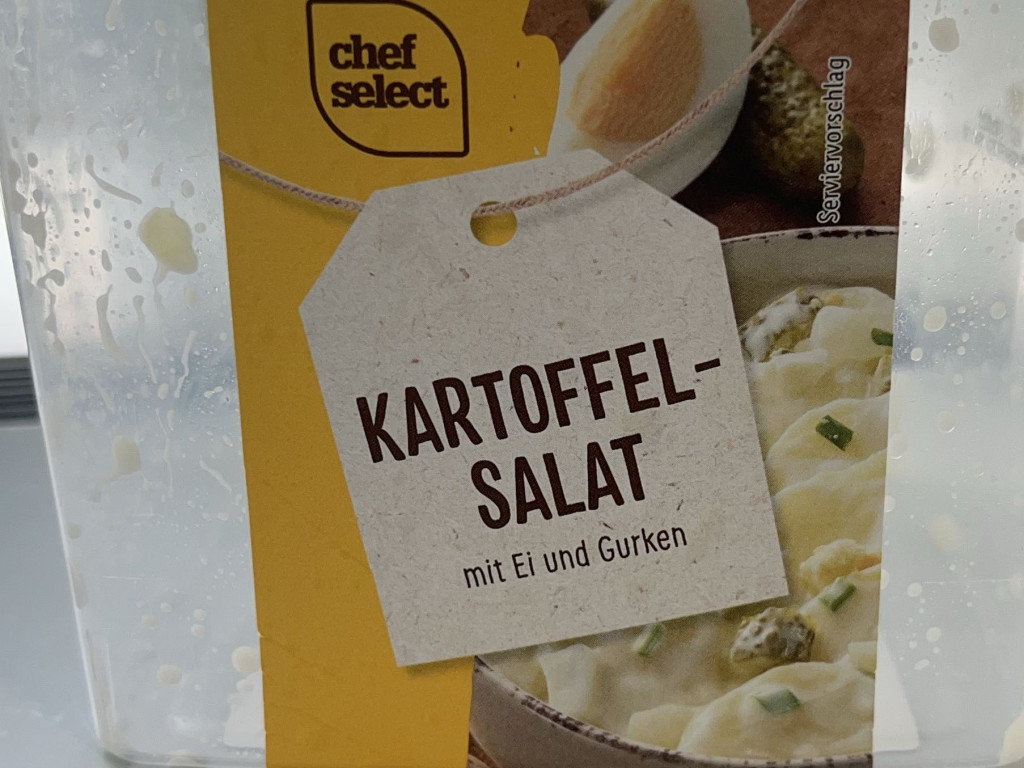 chef
select
Serviervorschlag
KARTOFFEL-
SALAT
mit Ei und Gurken